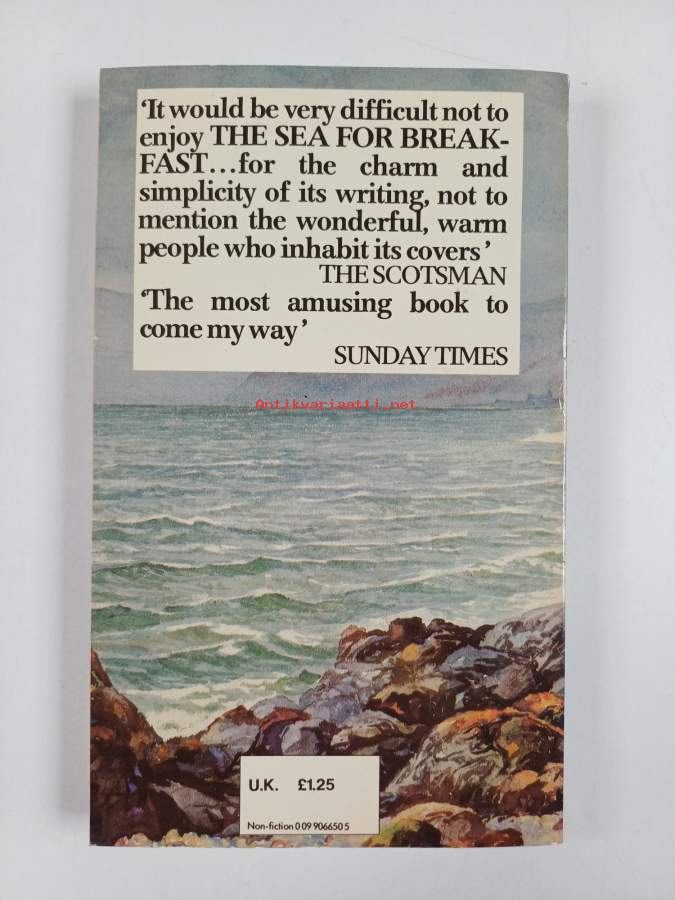 ‘It would be very difficult not to
enjoy THE SEA FOR BREAK-
FAST...for the charm and
simplicity of its writing, not to
mention the wonderful, warm
people who inhabit its covers’
THE SCOTSMAN
‘The most amusing book to
come my way’
SUNDAY TIMES
Antikvariaatti.net
U.K. £1.25
Non-fiction 0 09 906650 5